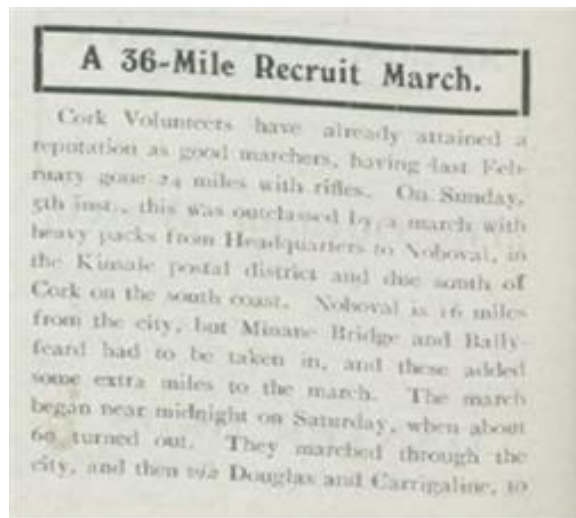 A 36-Mile Recruit March.
Cork Volunteers have already attained a
reputation as good marchers, having last Feb-
ruary gone 24 miles with rifles. On Sunday,
5th inst., this was outclassed by a march with
heavy packs from Headquarters to Nohoval, in
the Kinsale postal district and due south of
Cork on the south coast. Nohoval is 16 miles
from the city, but Minane Bridge and Bally-
feard had to be taken in, and these added
some extra miles to the march. The march
began near midnight on Saturday, when about
60 turned out. They marched through the
city, and then via Douglas and Carrigaline, to